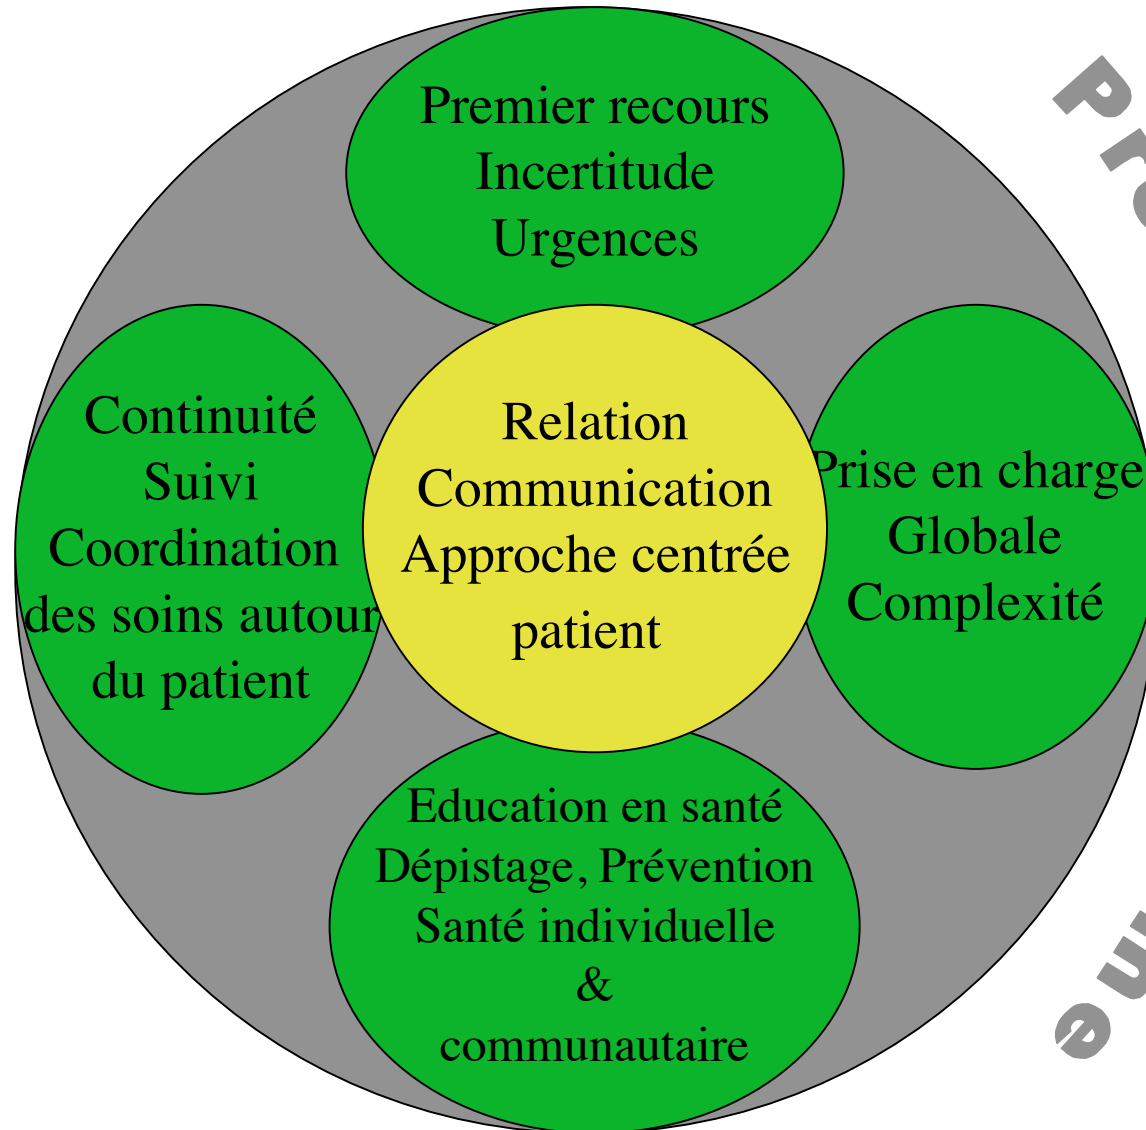 Premier recours
Incertitude
Urgences
Continuité
Suivi
Coordination
des soins autour
du patient
Relation
Communication
Approche centrée
patient
Prise en charge
Globale
Complexité
Education en santé
Dépistage, Prévention
Santé individuelle
&
communautaire